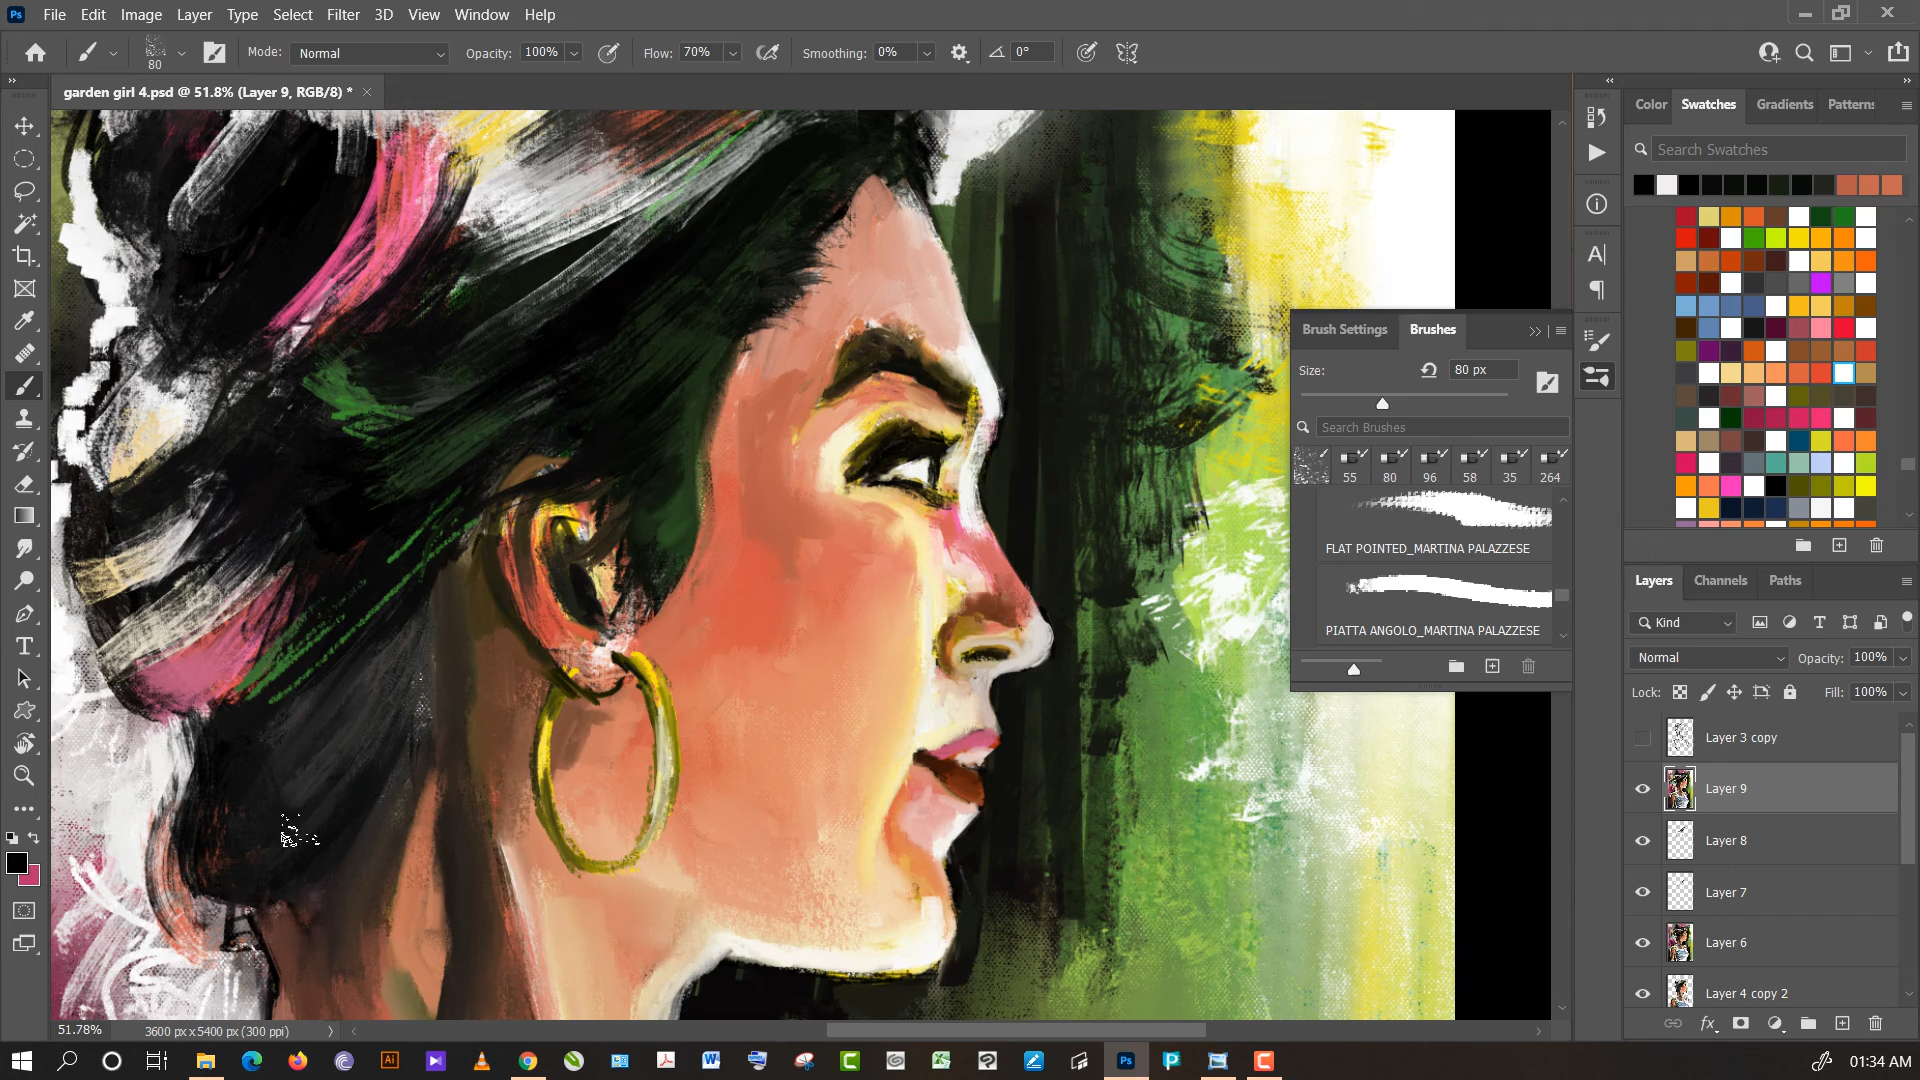 Ps File Edit Image Layer Type Select Filter 3D View Window Help
80 Mode: Normal Opacity: 100% Flow: 70% Smoothing: 0% 0°
garden girl 4.psd @ 51.8% (Layer 9, RGB/8) *
Color Swatches Gradients Patterns
Search Swatches
Brush Settings Brushes
Size: 80 px
Search Brushes
55 80 96 58 35 264
FLAT POINTED_MARTINA PALAZZESE
PIATTA ANGOLO_MARTINA PALAZZESE
Layers Channels Paths
Kind
Normal Opacity: 100%
Lock: Fill: 100%
Layer 3 copy
Layer 9
Layer 8
Layer 7
Layer 6
Layer 4 copy 2
51.78% 3600 px x 5400 px (300 ppi)
Ai Ps 01:34 AM